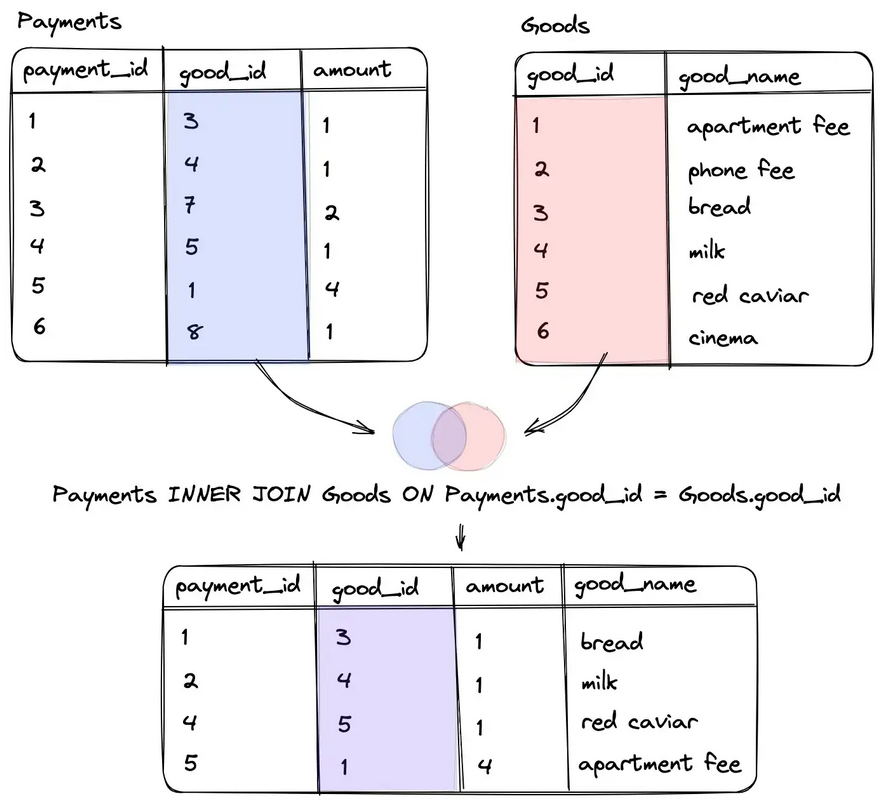 Payments
payment_id good_id amount
1 3 1
2 4 1
3 7 2
4 5 1
5 1 4
6 8 1
Goods
good_id good_name
1 apartment fee
2 phone fee
3 bread
4 milk
5 red caviar
6 cinema
Payments INNER JOIN Goods ON Payments.good_id = Goods.good_id
payment_id good_id amount good_name
1 3 1 bread
2 4 1 milk
4 5 1 red caviar
5 1 4 apartment fee